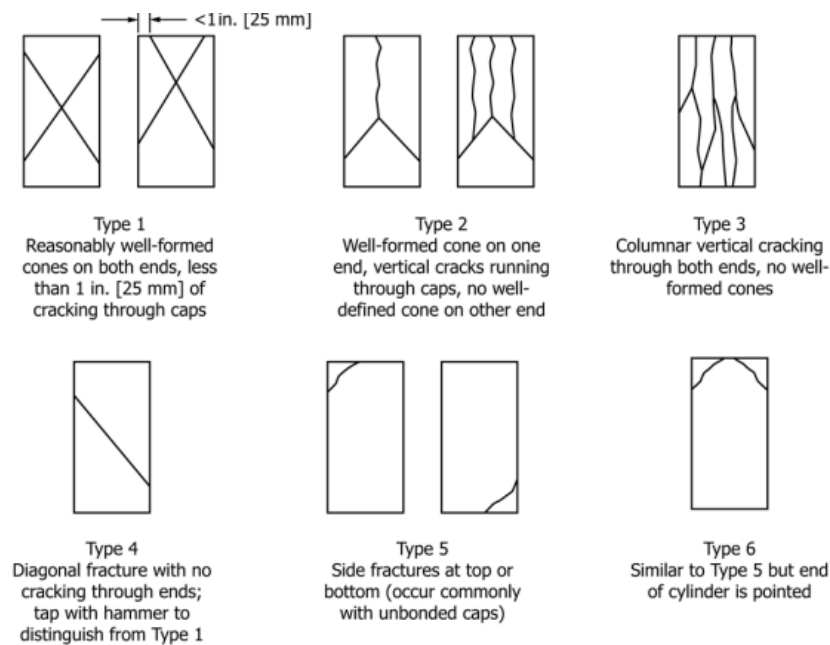 <1in. [25 mm]
Type 1
Reasonably well-formed
cones on both ends, less
than 1 in. [25 mm] of
cracking through caps
Type 2
Well-formed cone on one
end, vertical cracks running
through caps, no well-
defined cone on other end
Type 3
Columnar vertical cracking
through both ends, no well-
formed cones
Type 4
Diagonal fracture with no
cracking through ends;
tap with hammer to
distinguish from Type 1
Type 5
Side fractures at top or
bottom (occur commonly
with unbonded caps)
Type 6
Similar to Type 5 but end
of cylinder is pointed